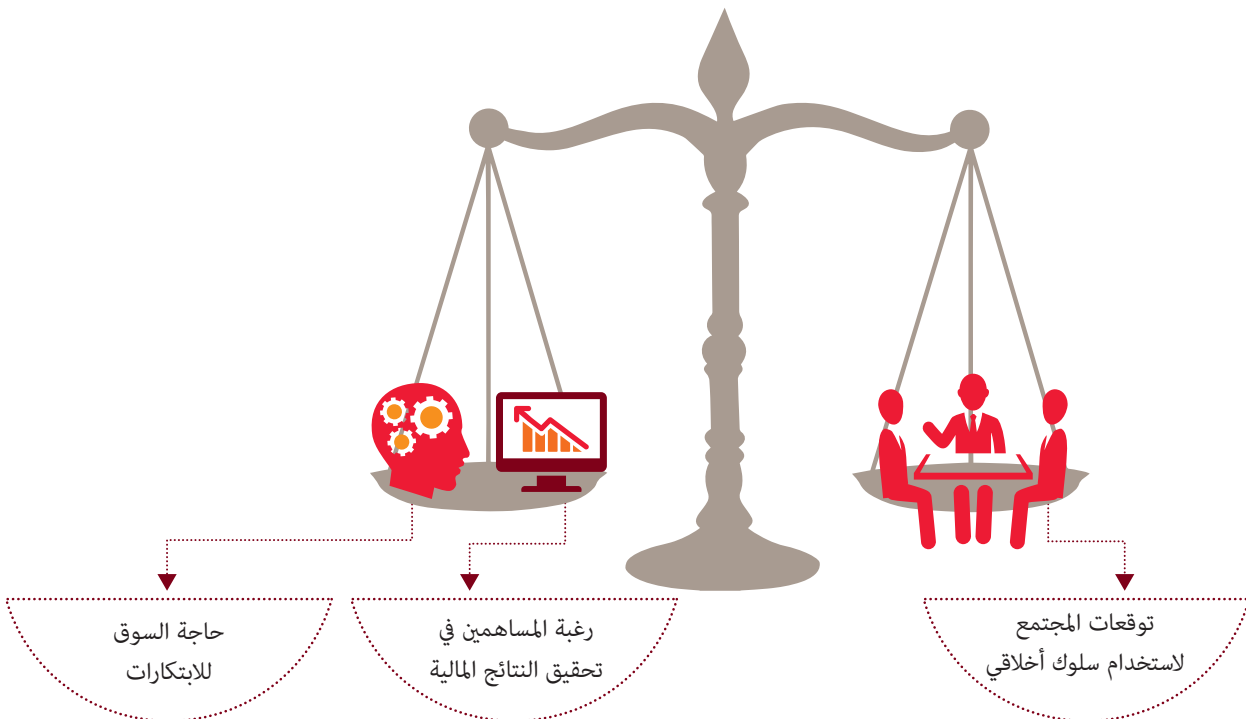 توقعات المجتمع
لاستخدام سلوك أخلاقي
رغبة المساهمين في
تحقيق النتائج المالية
حاجة السوق
للابتكارات